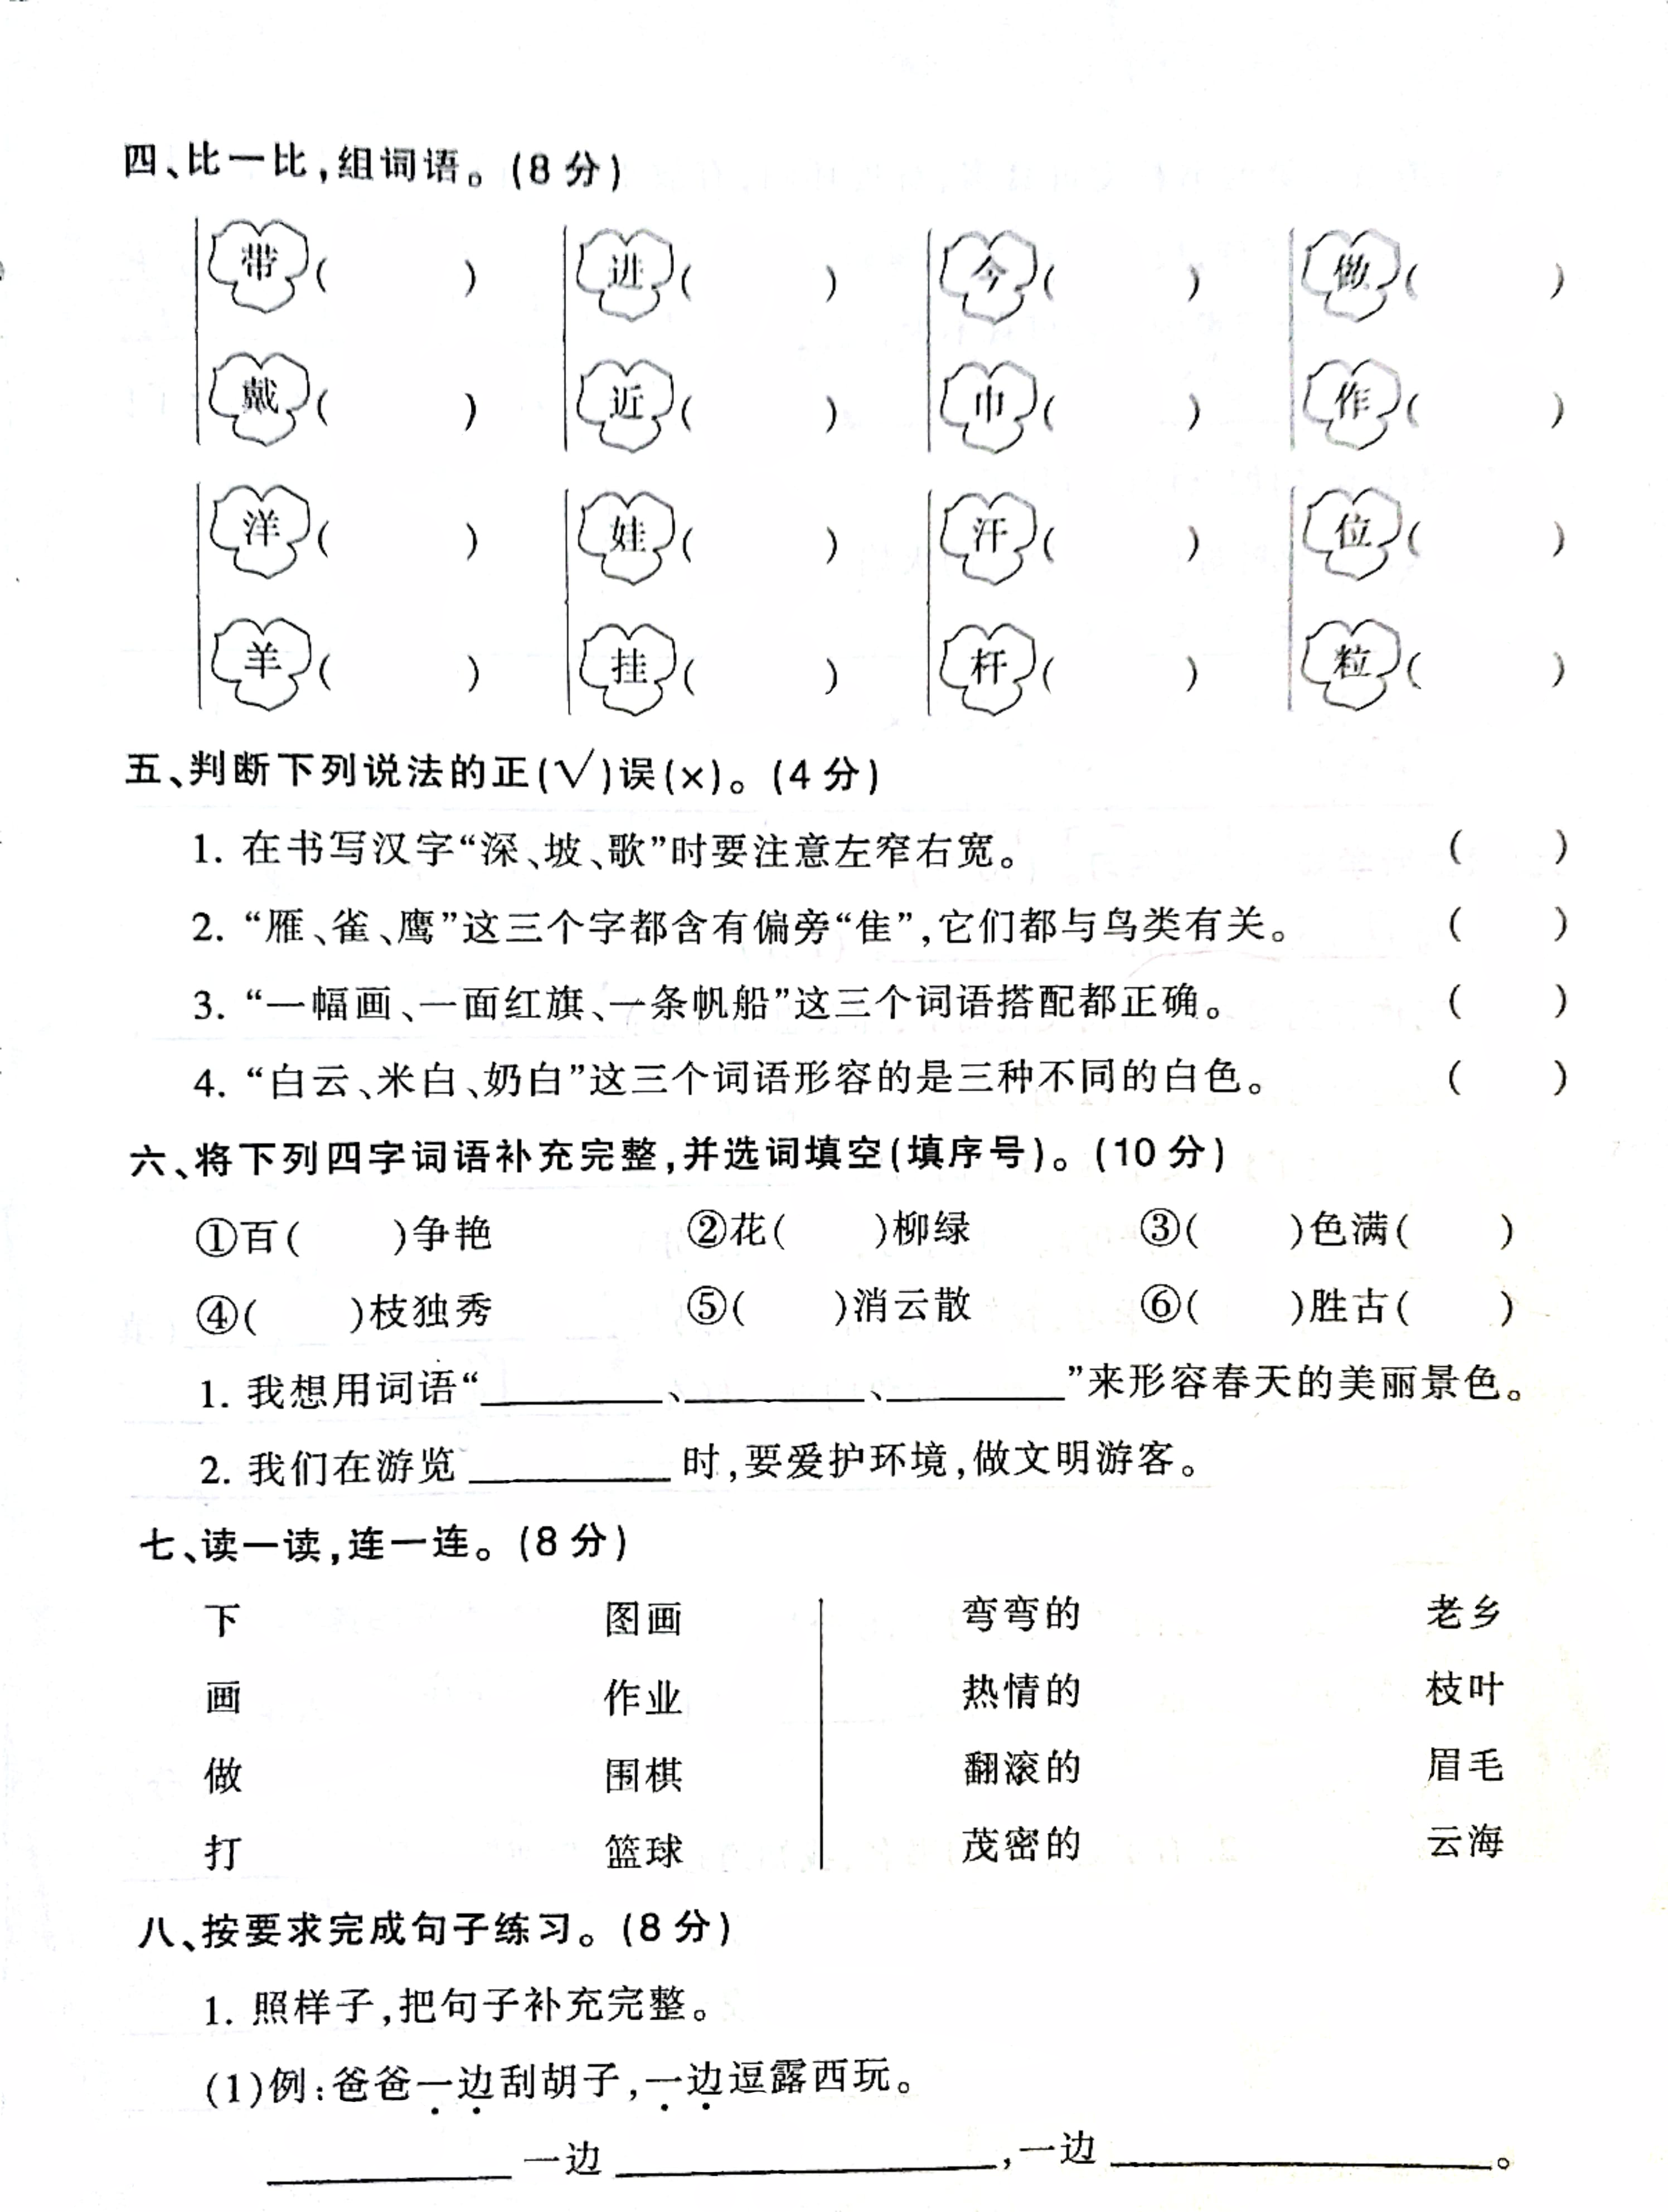 四、比一比,组词语。(8分)
带( ) 进( ) 今( ) 做( )
戴( ) 近( ) 巾( ) 作( )
洋( ) 娃( ) 汗( ) 位( )
羊( ) 挂( ) 杆( ) 粒( )
五、判断下列说法的正(√)误(×)。(4分)
1. 在书写汉字“深、坡、歌”时要注意左窄右宽。 ( )
2. “雁、雀、鹰”这三个字都含有偏旁“隹”,它们都与鸟类有关。 ( )
3. “一幅画、一面红旗、一条帆船”这三个词语搭配都正确。 ( )
4. “白云、米白、奶白”这三个词语形容的是三种不同的白色。 ( )
六、将下列四字词语补充完整,并选词填空(填序号)。(10分)
①百( )争艳 ②花( )柳绿 ③( )色满( )
④( )枝独秀 ⑤( )消云散 ⑥( )胜古( )
1. 我想用词语“______、______、______”来形容春天的美丽景色。
2. 我们在游览______时,要爱护环境,做文明游客。
七、读一读,连一连。(8分)
下 图画 弯弯的 老乡
画 作业 热情的 枝叶
做 围棋 翻滚的 眉毛
打 篮球 茂密的 云海
八、按要求完成句子练习。(8分)
1. 照样子,把句子补充完整。
(1)例:爸爸一边刮胡子,一边逗露西玩。
______一边______,一边______。